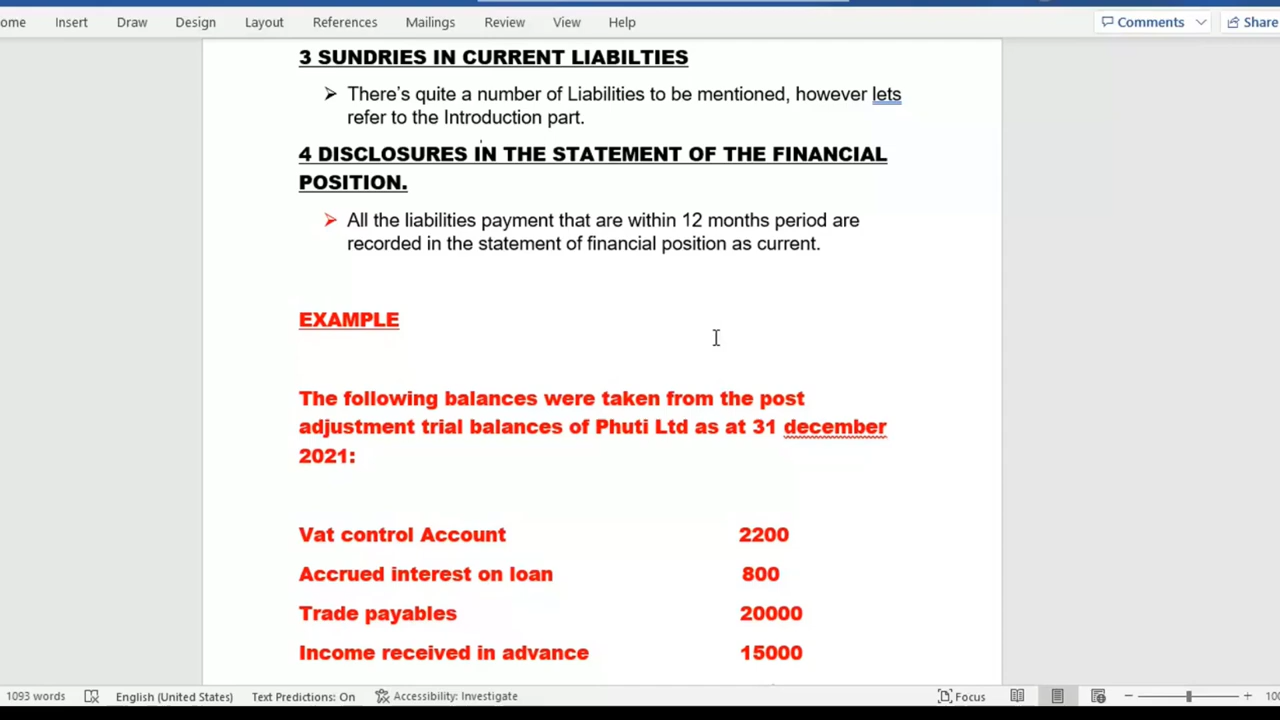 ome Insert Draw Design Layout References Mailings Review View Help Comments Share
3 SUNDRIES IN CURRENT LIABILTIES
There's quite a number of Liabilities to be mentioned, however lets
refer to the Introduction part.
4 DISCLOSURES IN THE STATEMENT OF THE FINANCIAL
POSITION.
All the liabilities payment that are within 12 months period are
recorded in the statement of financial position as current.
EXAMPLE
The following balances were taken from the post
adjustment trial balances of Phuti Ltd as at 31 december
2021:
Vat control Account 2200
Accrued interest on loan 800
Trade payables 20000
Income received in advance 15000
1093 words English (United States) Text Predictions: On Accessibility: Investigate Focus 100